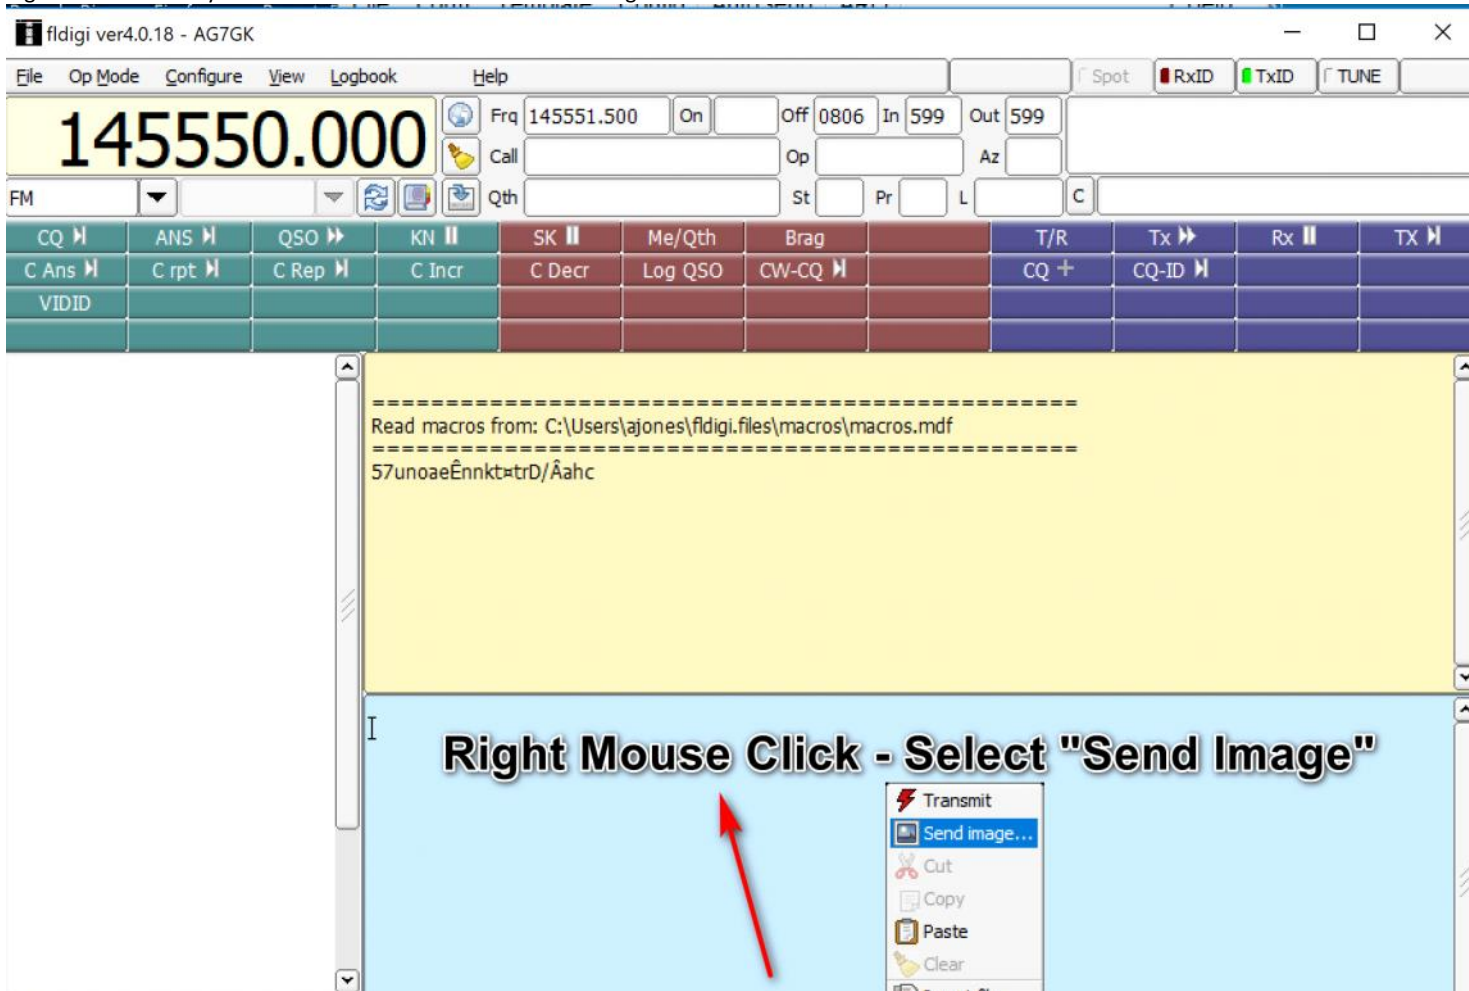 fldigi ver4.0.18 - AG7GK
File Op Mode Configure View Logbook Help Spot RxID TxID TUNE
145550.000
Frq 145551.500 On Off 0806 In 599 Out 599
Call Op Az
FM Qth St Pr L C
CQ ANS QSO KN SK Me/Qth Brag T/R Tx Rx TX
C Ans C rpt C Rep C Incr C Decr Log QSO CW-CQ CQ + CQ-ID
VIDID
==================================================
Read macros from: C:\Users\ajones\fldigi.files\macros\macros.mdf
==================================================
57unoaeÊnnkt¤trD/Âahc
Right Mouse Click - Select "Send Image"
Transmit
Send image...
Cut
Copy
Paste
Clear